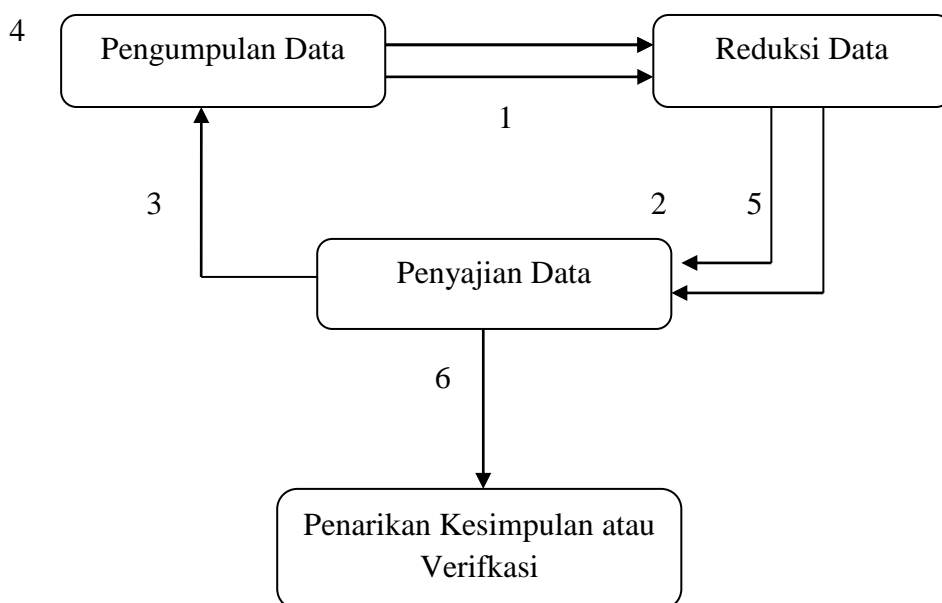 4
Pengumpulan Data
Reduksi Data
1
3
2
5
Penyajian Data
6
Penarikan Kesimpulan atau
Verifkasi